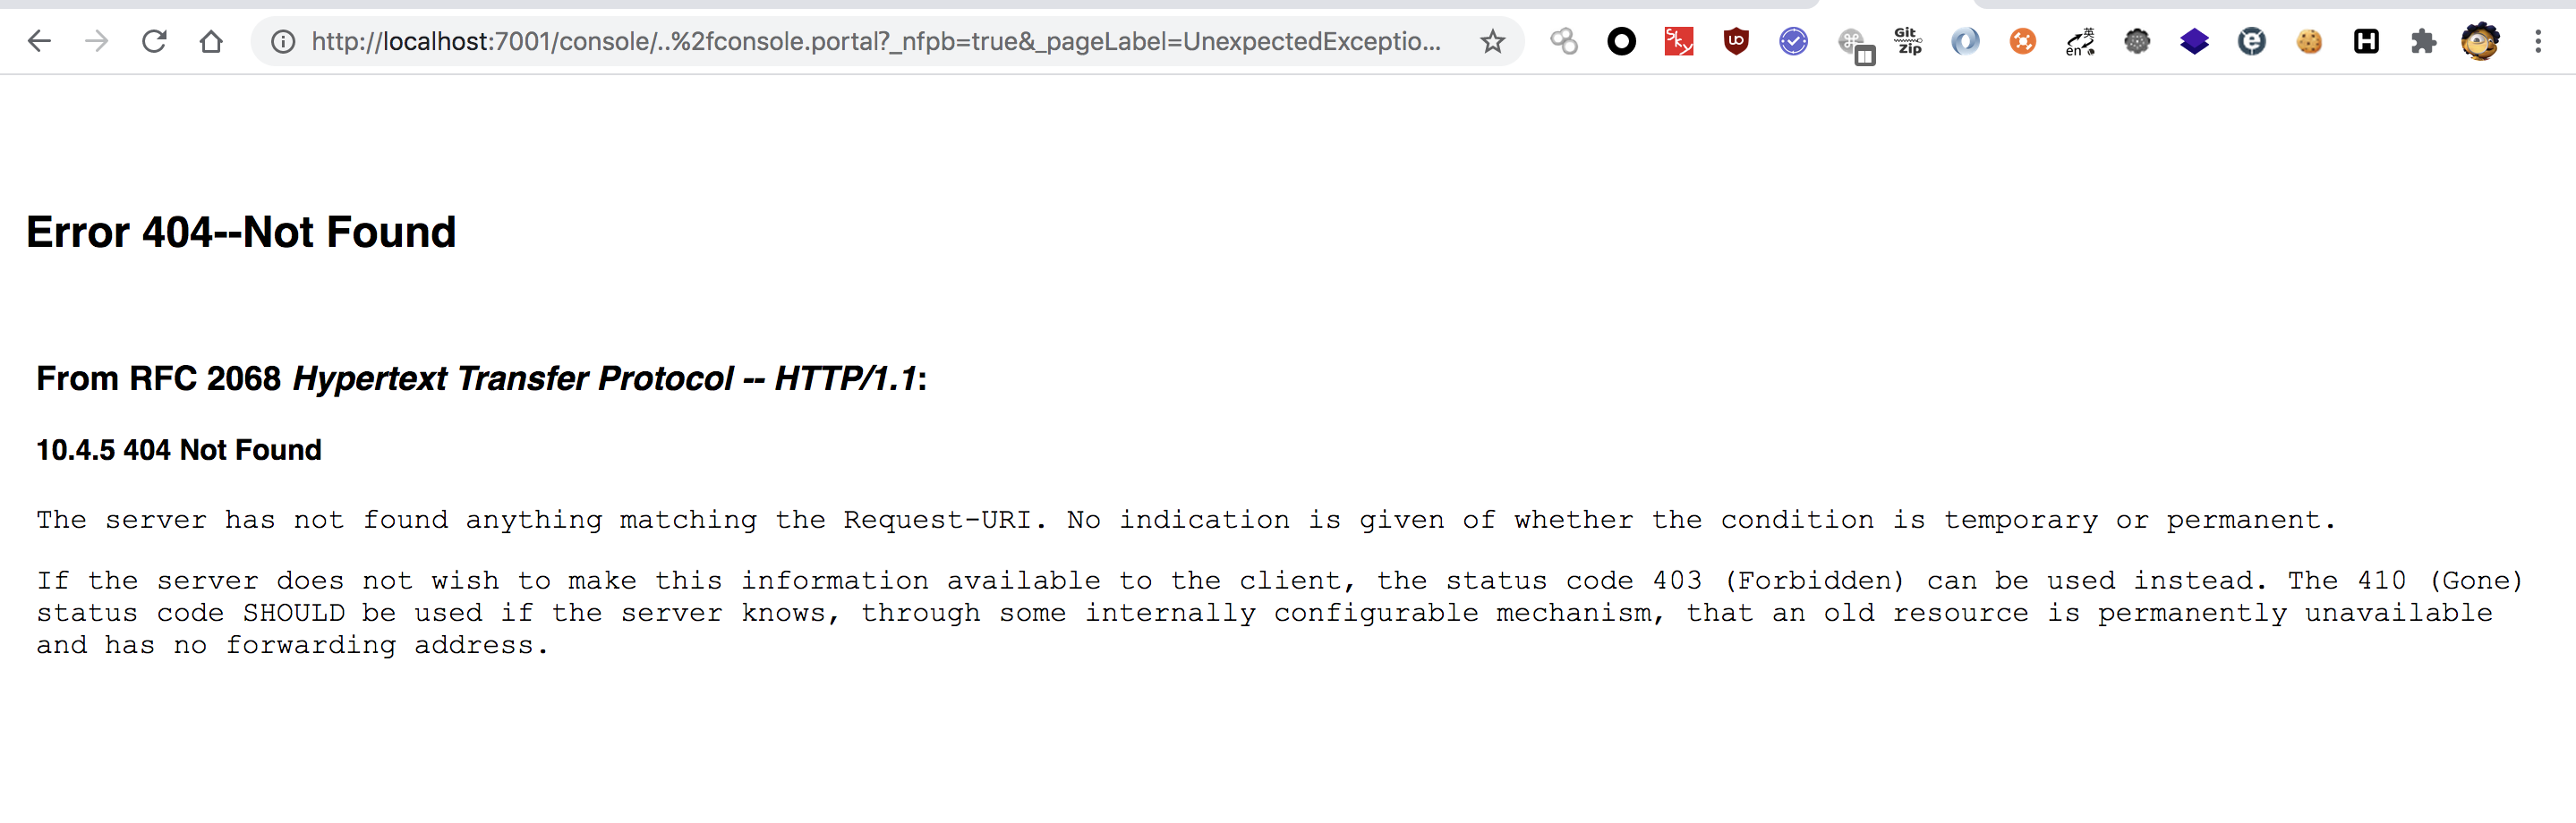 http://localhost:7001/console/..%2fconsole.portal?_nfpb=true&_pageLabel=UnexpectedExceptio...
Sky
UD
Git
Zip
英
en
e
H
Error 404--Not Found
From RFC 2068 Hypertext Transfer Protocol -- HTTP/1.1:
10.4.5 404 Not Found
The server has not found anything matching the Request-URI. No indication is given of whether the condition is temporary or permanent.
If the server does not wish to make this information available to the client, the status code 403 (Forbidden) can be used instead. The 410 (Gone)
status code SHOULD be used if the server knows, through some internally configurable mechanism, that an old resource is permanently unavailable
and has no forwarding address.